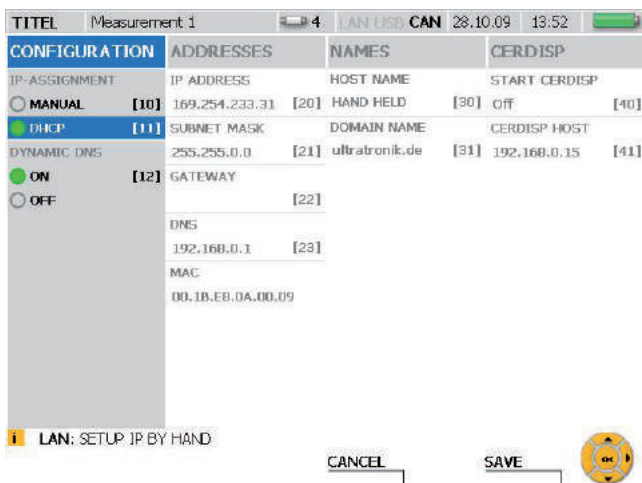 TITEL Measurement 1 4 LAN USB CAN 28.10.09 13:52
CONFIGURATION ADDRESSES NAMES CERDISP
IP-ASSIGNMENT IP ADDRESS HOST NAME START CERDISP
MANUAL [10] 169.254.233.31 [20] HAND HELD [30] Off [40]
DHCP [11] SUBNET MASK DOMAIN NAME CERDISP HOST
DYNAMIC DNS 255.255.0.0 [21] ultratronik.de [31] 192.168.0.15 [41]
ON [12] GATEWAY
OFF [22]
DNS
192.168.0.1 [23]
MAC
00.1B.E8.0A.00.09
i LAN: SETUP IP BY HAND
CANCEL SAVE OK